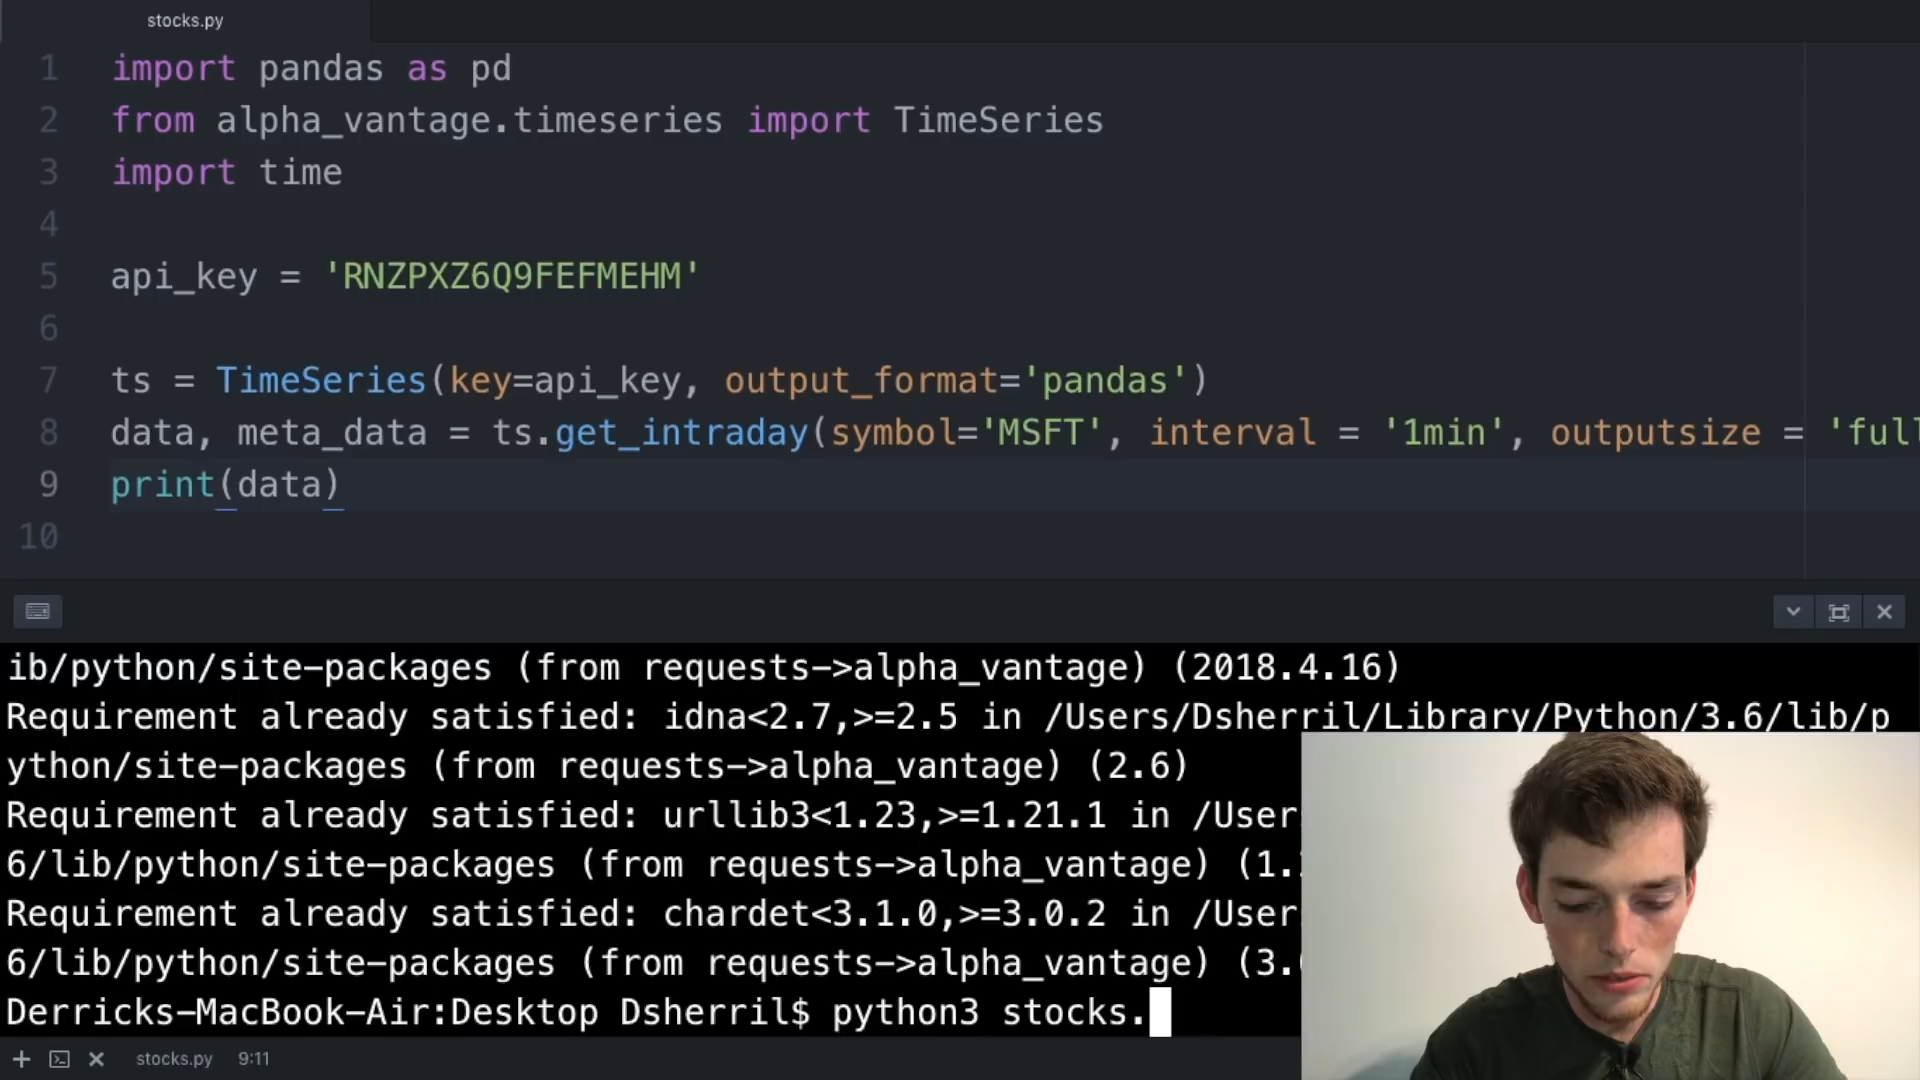 stocks.py
1 import pandas as pd
2 from alpha_vantage.timeseries import TimeSeries
3 import time
4
5 api_key = 'RNZPXZ6Q9FEFMEHM'
6
7 ts = TimeSeries(key=api_key, output_format='pandas')
8 data, meta_data = ts.get_intraday(symbol='MSFT', interval = '1min', outputsize = 'full
9 print(data)
10
ib/python/site-packages (from requests->alpha_vantage) (2018.4.16)
Requirement already satisfied: idna<2.7,>=2.5 in /Users/Dsherril/Library/Python/3.6/lib/p
ython/site-packages (from requests->alpha_vantage) (2.6)
Requirement already satisfied: urllib3<1.23,>=1.21.1 in /User
6/lib/python/site-packages (from requests->alpha_vantage) (1.
Requirement already satisfied: chardet<3.1.0,>=3.0.2 in /User
6/lib/python/site-packages (from requests->alpha_vantage) (3.
Derricks-MacBook-Air:Desktop Dsherril$ python3 stocks.
stocks.py 9:11